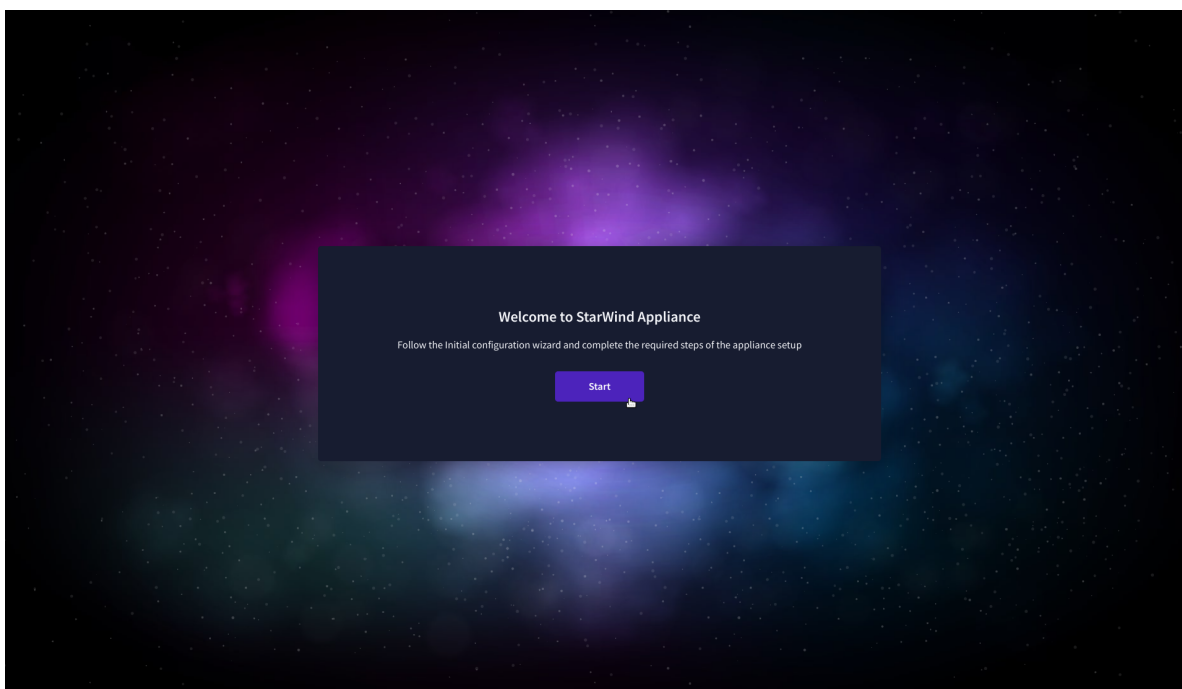 Welcome to StarWind Appliance
Follow the Initial configuration wizard and complete the required steps of the appliance setup
Start